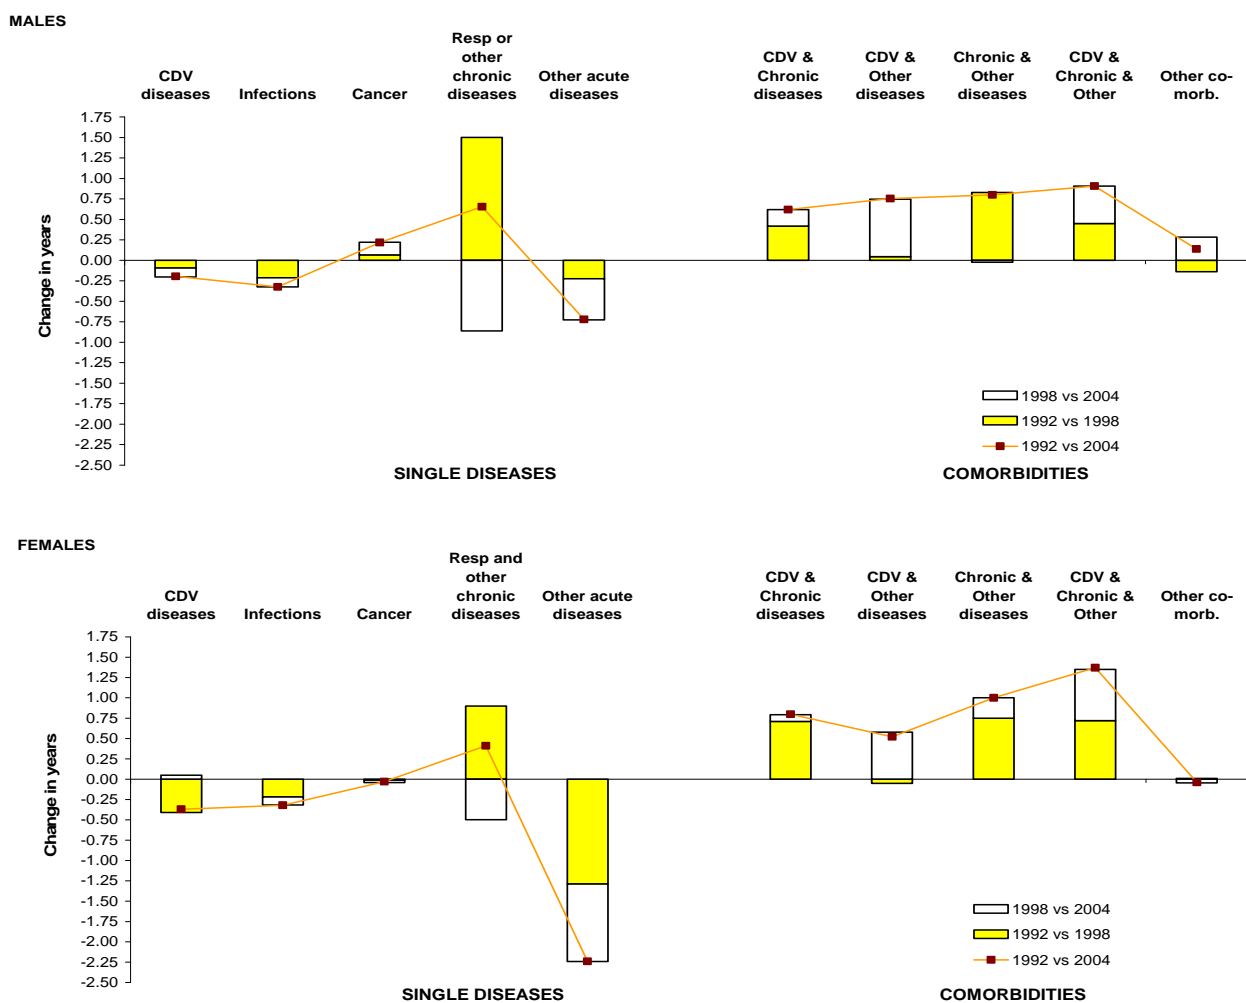 MALES
CDV
diseases
Infections
Cancer
Resp or
other
chronic
diseases
Other acute
diseases
CDV &
Chronic
diseases
CDV &
Other
diseases
Chronic &
Other
diseases
CDV &
Chronic &
Other
Other co-
morb.
Change in years
1.75
1.50
1.25
1.00
0.75
0.50
0.25
0.00
-0.25
-0.50
-0.75
-1.00
-1.25
-1.50
-1.75
-2.00
-2.25
-2.50
1998 vs 2004
1992 vs 1998
1992 vs 2004
SINGLE DISEASES
COMORBIDITIES
FEMALES
CDV
diseases
Infections
Cancer
Resp and
other
chronic
diseases
Other acute
diseases
CDV &
Chronic
diseases
CDV &
Other
diseases
Chronic &
Other
diseases
CDV &
Chronic &
Other
Other co-
morb.
Change in years
1.75
1.50
1.25
1.00
0.75
0.50
0.25
0.00
-0.25
-0.50
-0.75
-1.00
-1.25
-1.50
-1.75
-2.00
-2.25
-2.50
1998 vs 2004
1992 vs 1998
1992 vs 2004
SINGLE DISEASES
COMORBIDITIES